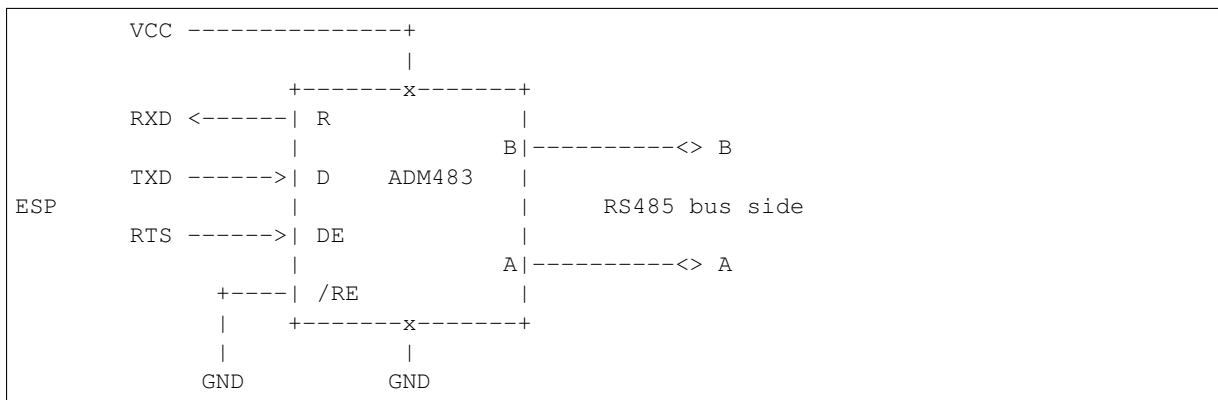 VCC ---------------+
                           |
                   +-------x-------+
        RXD <------| R             |
                   |              B|----------<> B
        TXD ------>| D    ADM483   |
ESP                |               |     RS485 bus side
        RTS ------>| DE            |
                   |              A|----------<> A
              +----| /RE           |
              |    +-------x-------+
              |            |
             GND          GND